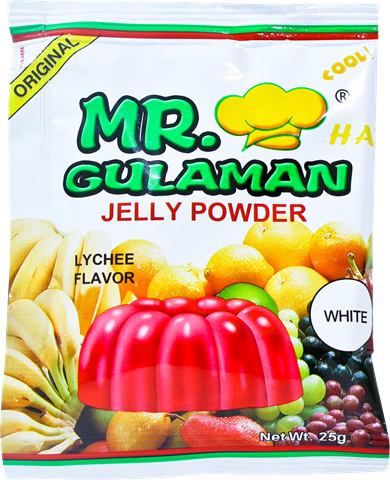 ORIGINAL
COOL!
MR.
®
HA
GULAMAN
JELLY POWDER
LYCHEE
FLAVOR
WHITE
Net Wt. 25g.